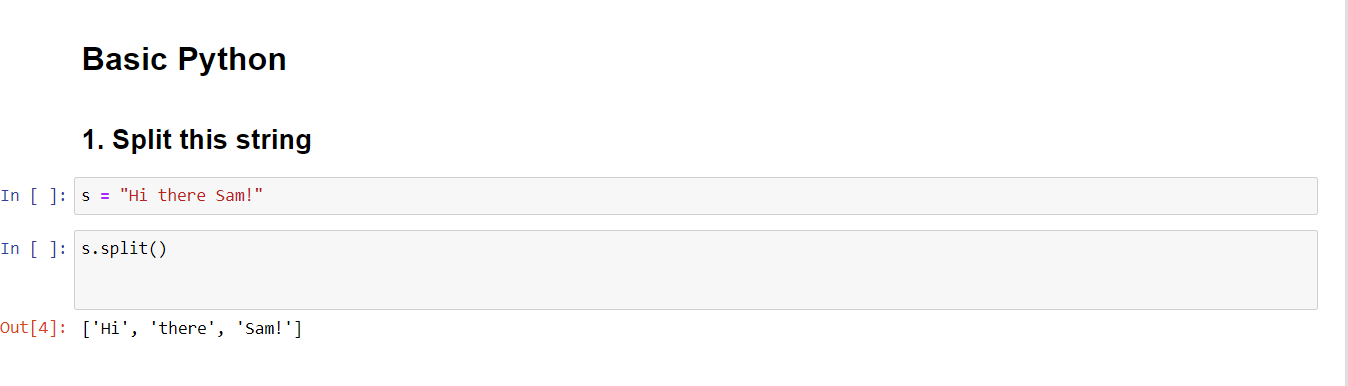 Basic Python
1. Split this string
In [ ]: s = "Hi there Sam!"
In [ ]: s.split()
Out[4]: ['Hi', 'there', 'Sam!']